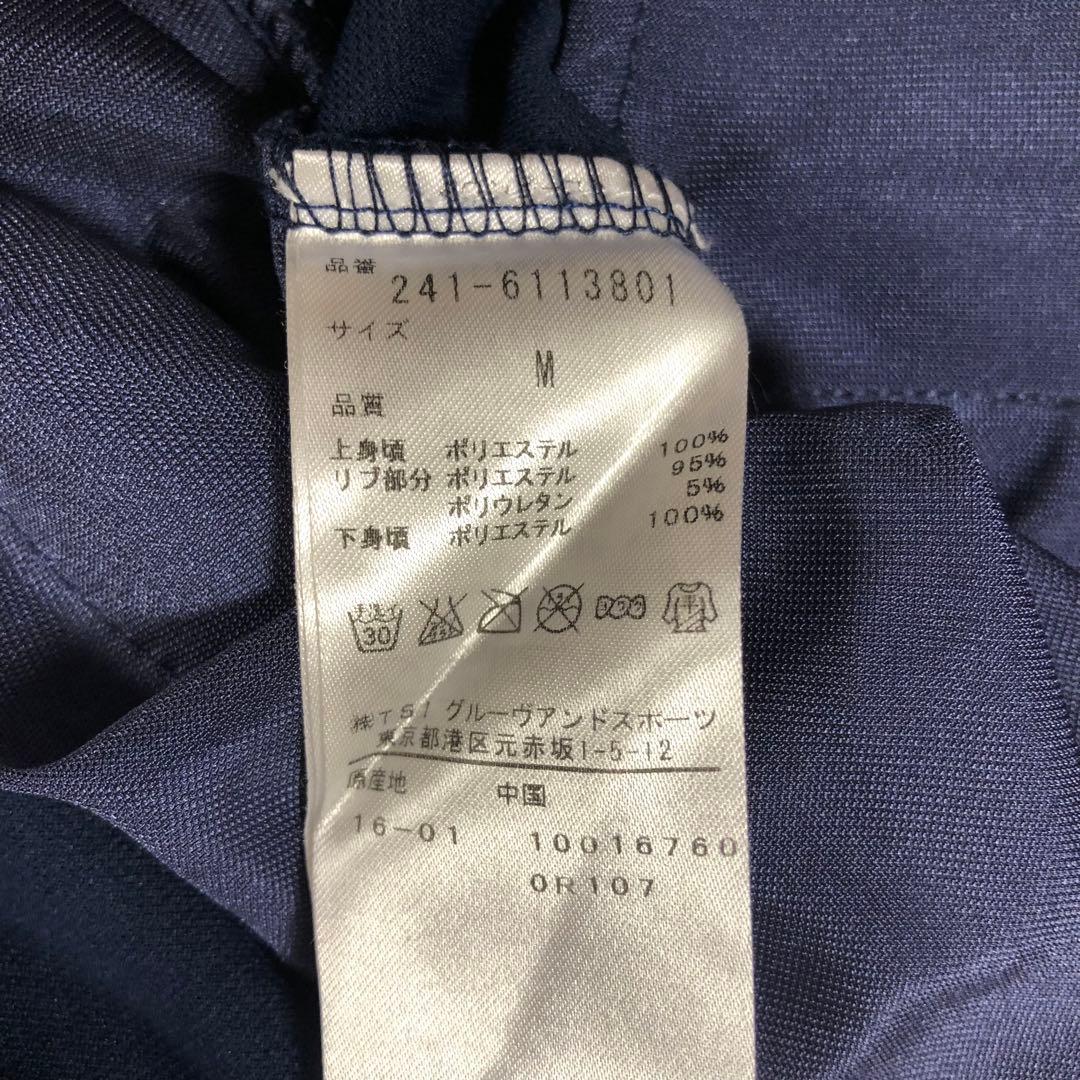 品番 241-6113801
サイズ
M
品質
上身頃 ポリエステル 100%
リブ部分 ポリエステル 95%
ポリウレタン 5%
下身頃 ポリエステル 100%
手洗イ
30
㈱TSI グルーヴアンドスポーツ
東京都港区元赤坂1-5-12
原産地 中国
16-01 10016760
0R107